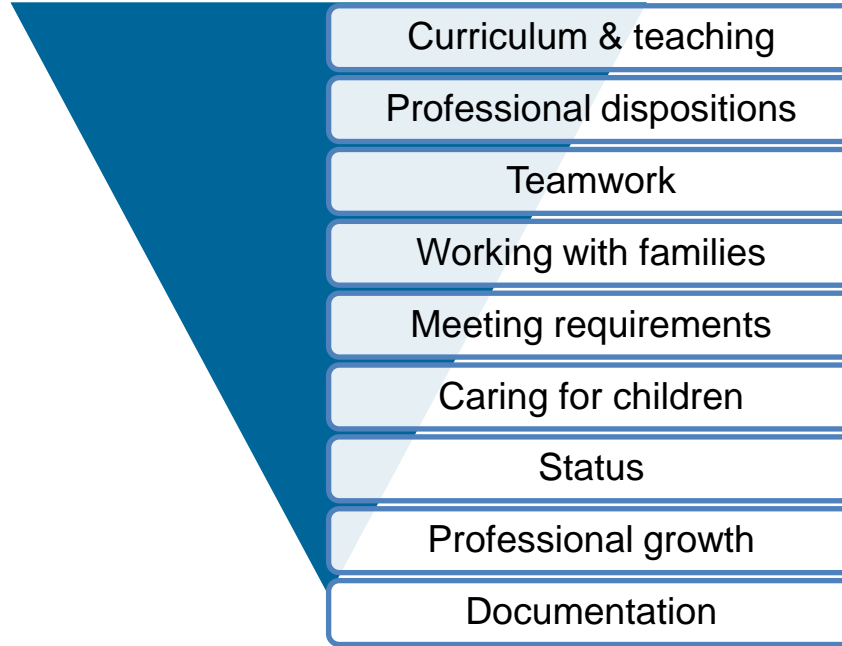 Curriculum & teaching
Professional dispositions
Teamwork
Working with families
Meeting requirements
Caring for children
Status
Professional growth
Documentation